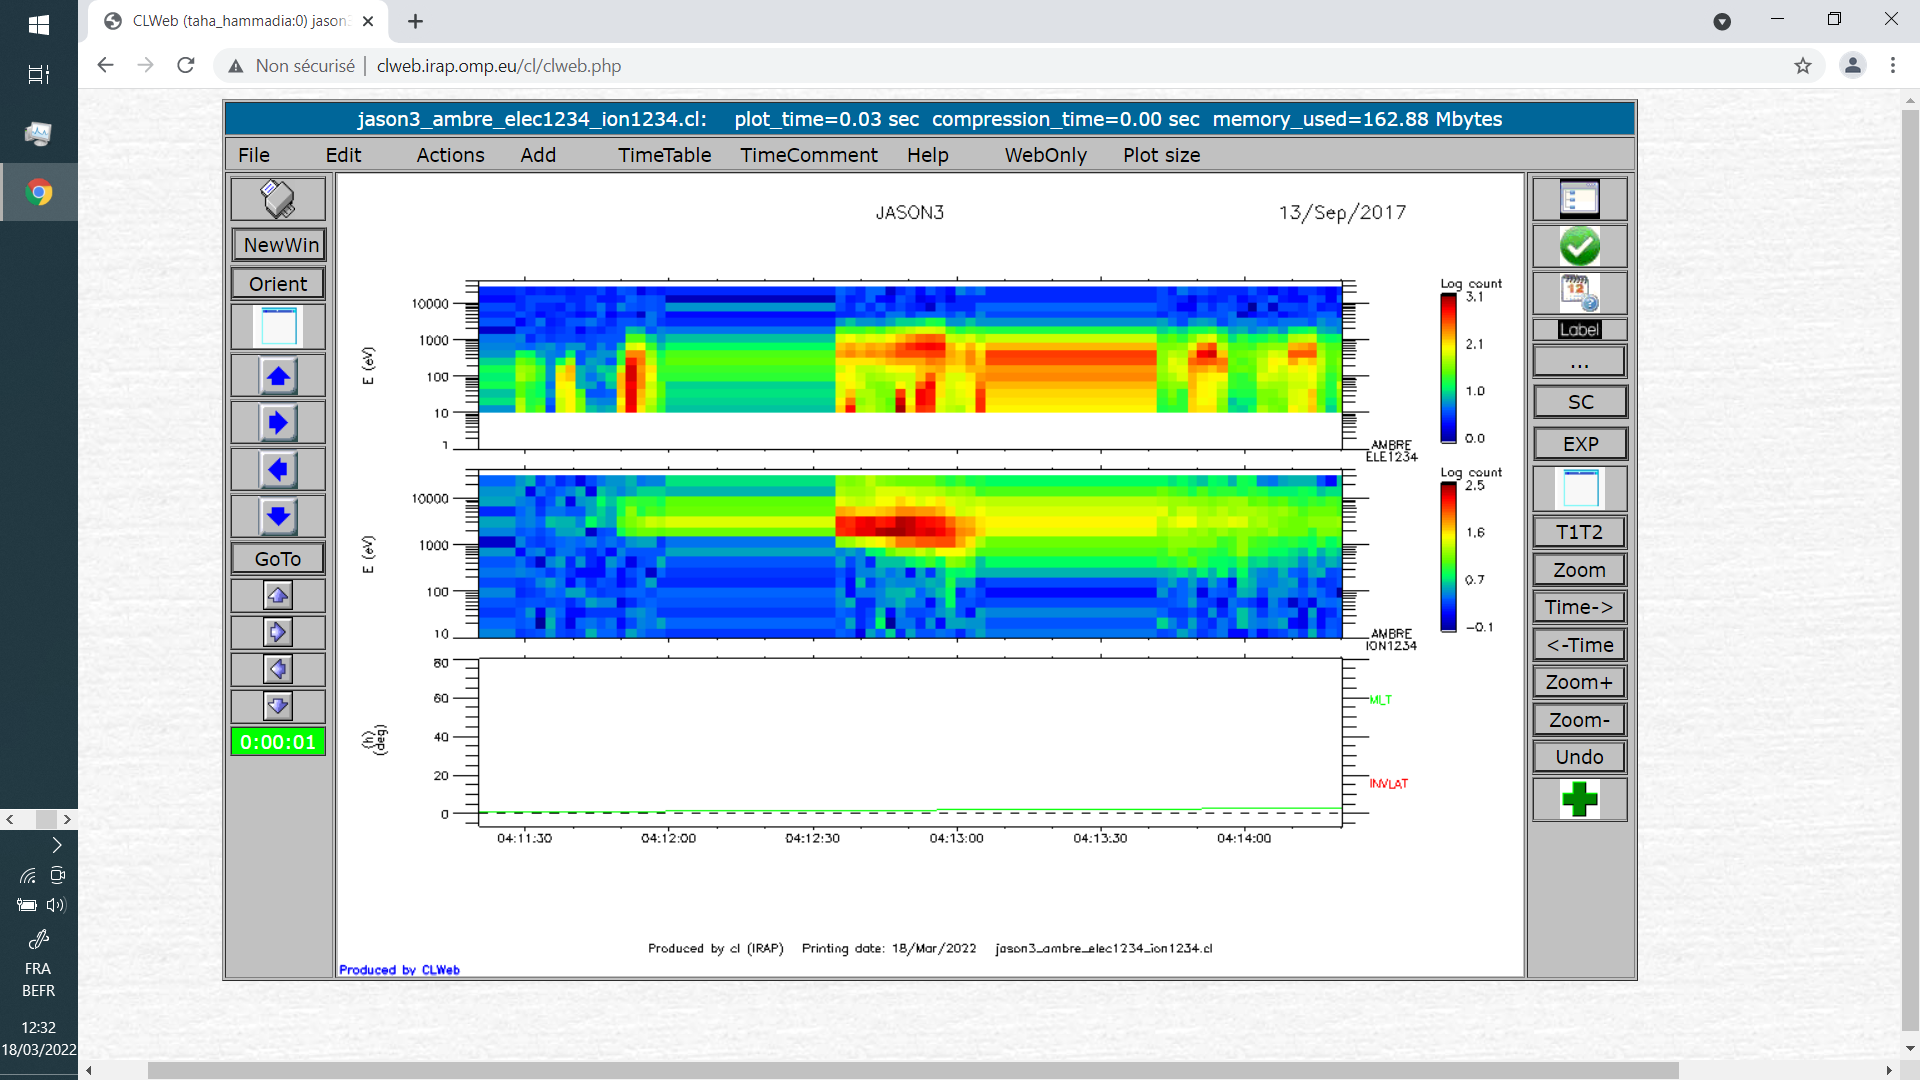 CLWeb (taha_hammadia:0) jason3
Non sécurisé | clweb.irap.omp.eu/cl/clweb.php
jason3_ambre_elec1234_ion1234.cl: plot_time=0.03 sec compression_time=0.00 sec memory_used=162.88 Mbytes
File Edit Actions Add TimeTable TimeComment Help WebOnly Plot size
NewWin
Orient
GoTo
0:00:01
JASON3 13/Sep/2017
E (eV)
10000
1000
100
10
1
Log count
3.1
2.1
1.0
0.0
AMBRE
ELE1234
E (eV)
10000
1000
100
10
Log count
2.5
1.6
0.7
-0.1
AMBRE
ION1234
(h)
(deg)
80
60
40
20
0
MLT
INVLAT
04:11:30 04:12:00 04:12:30 04:13:00 04:13:30 04:14:00
Produced by cl (IRAP) Printing date: 18/Mar/2022 jason3_ambre_elec1234_ion1234.cl
Produced by CLWeb
12
Label
...
SC
EXP
T1T2
Zoom
Time->
<-Time
Zoom+
Zoom-
Undo
FRA
BEFR
12:32
18/03/2022